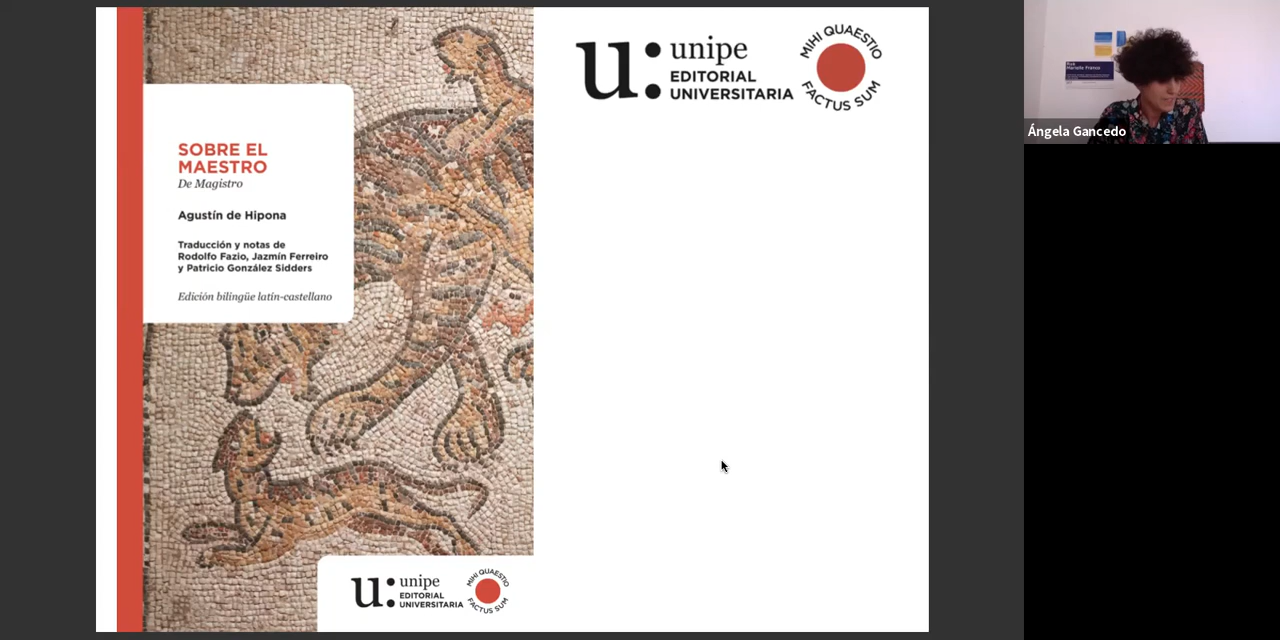 SOBRE EL
MAESTRO
De Magistro
Agustín de Hipona
Traducción y notas de
Rodolfo Fazio, Jazmín Ferreiro
y Patricio González Sidders
Edición bilingüe latín-castellano
u: unipe
EDITORIAL
UNIVERSITARIA
MIHI QUAESTIO
FACTUS SUM
u: unipe
EDITORIAL
UNIVERSITARIA
MIHI QUAESTIO
FACTUS SUM
Ángela Gancedo